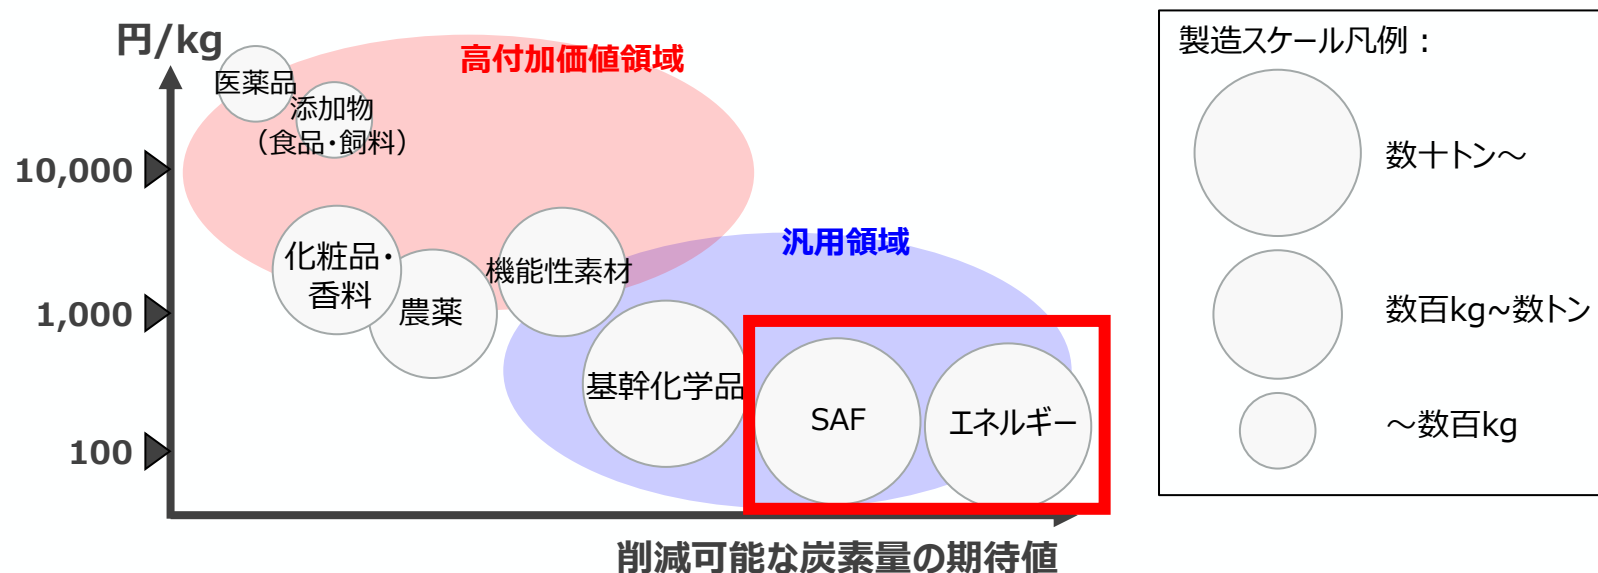 円/kg
高付加価値領域
医薬品
添加物
（食品・飼料）
10,000
化粧品・
香料
農薬
機能性素材
汎用領域
1,000
基幹化学品
SAF
エネルギー
100
削減可能な炭素量の期待値
製造スケール凡例：
数十トン～
数百kg~数トン
～数百kg